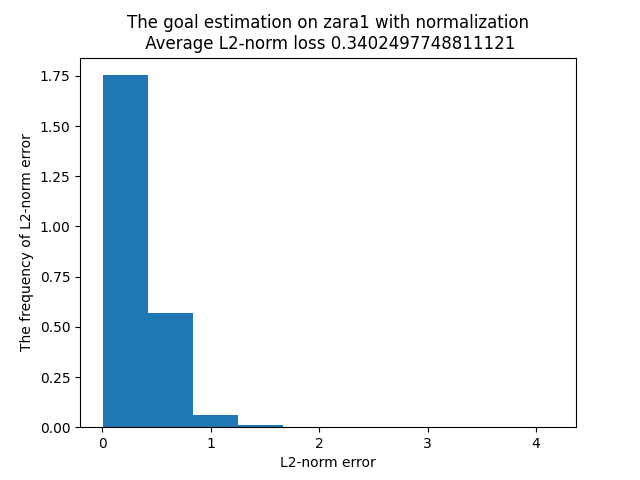 The goal estimation on zara1 with normalization
Average L2-norm loss 0.3402497748811121
The frequency of L2-norm error
1.75
1.50
1.25
1.00
0.75
0.50
0.25
0.00
0 1 2 3 4
L2-norm error